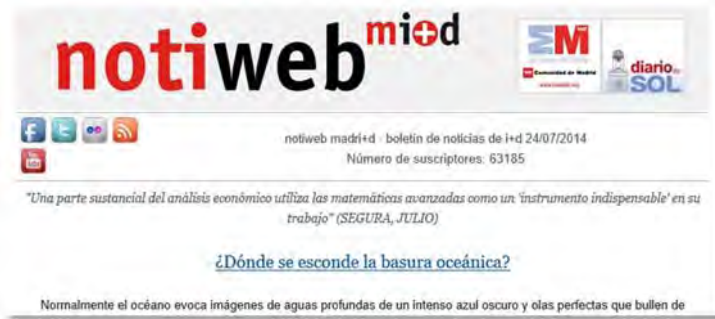 notiweb mi+d
EM
Comunidad de Madrid
diario de
SOL
notiweb madri+d - boletín de noticias de i+d 24/07/2014
Número de suscriptores: 63185
"Una parte sustancial del análisis económico utiliza las matemáticas avanzadas como un 'instrumento indispensable' en su
trabajo" (SEGURA, JULIO)
¿Dónde se esconde la basura oceánica?
Normalmente el océano evoca imágenes de aguas profundas de un intenso azul oscuro y olas perfectas que bullen de